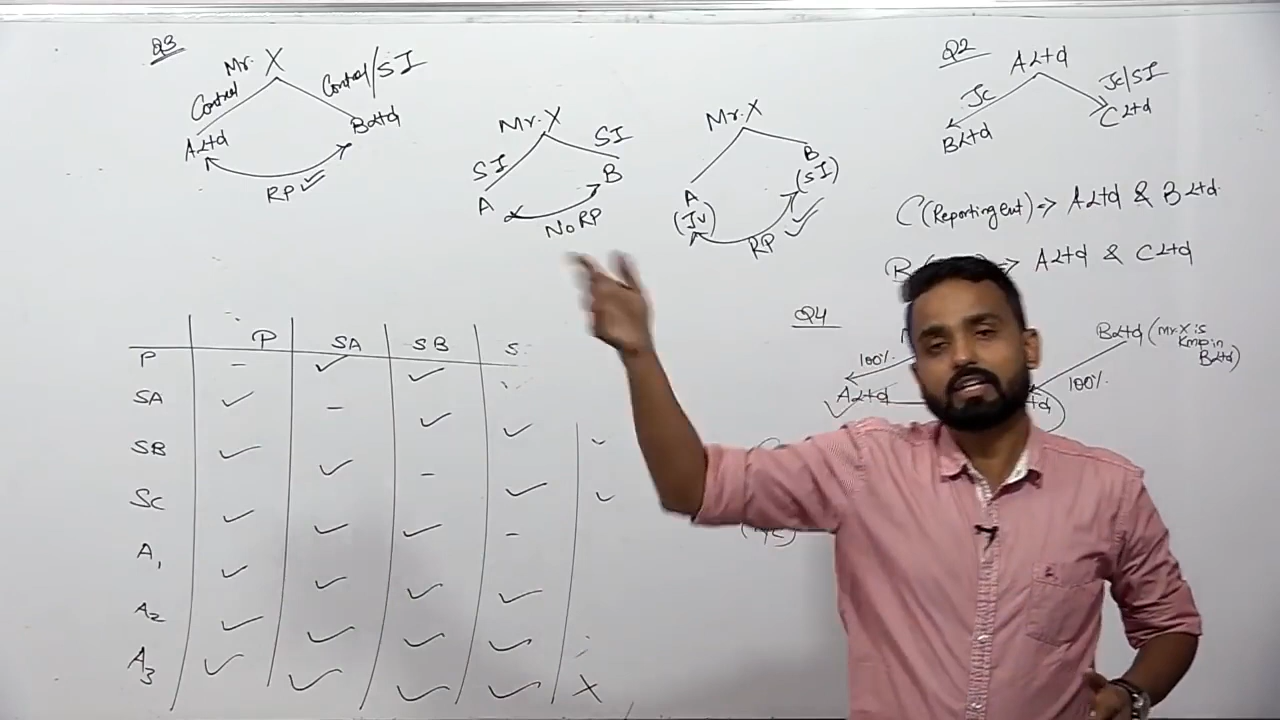 Q3
Mr. X
Control
Control/SI
A Ltd
B Ltd
RP ✓
Mr. X
SI
SI
A
B
No RP
Mr. X
A
(Jv)
B
(SI)
RP ✓✓
Q2
A Ltd
Jc
Jc/SI
B Ltd
C Ltd
C (Reporting ent) => A Ltd & B Ltd.
B => A Ltd & C Ltd
Q4
100%
A Ltd
✓
B Ltd (Mr. X is
Kmp in
B Ltd)
100%
td
P SA SB S
P - ✓ ✓ ✓
SA ✓ - ✓ ✓ ✓
SB ✓ ✓ - ✓ ✓
SC ✓ ✓ ✓ -
A1 ✓ ✓ ✓ ✓
A2 ✓ ✓ ✓ ✓
A3 ✓ ✓ ✓ ✓ X